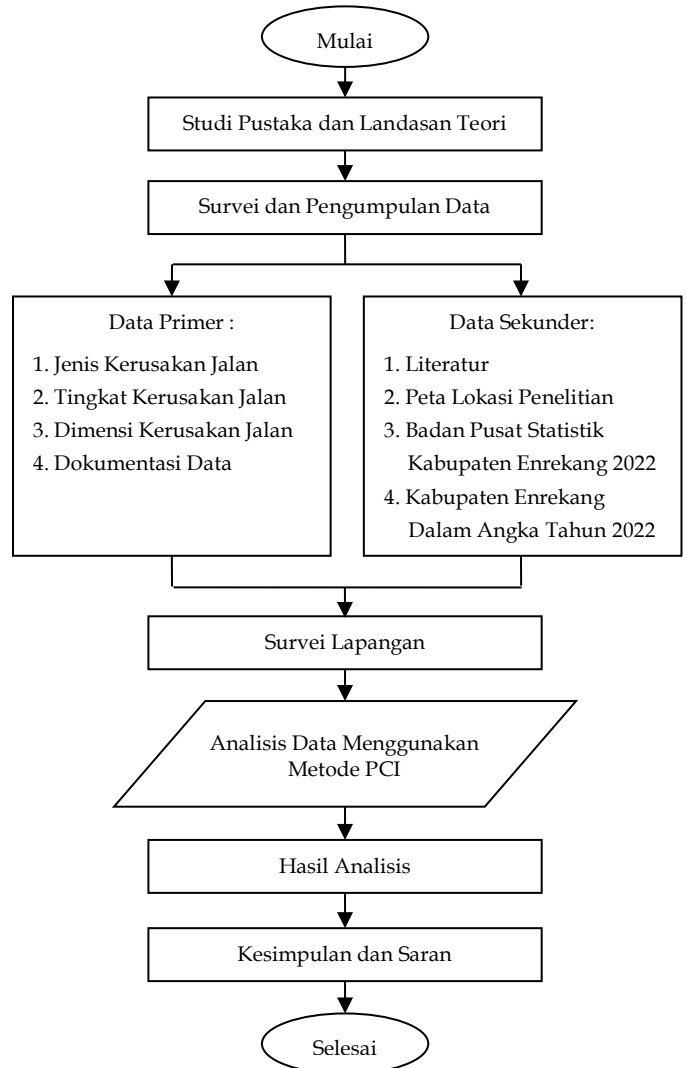 Mulai
Studi Pustaka dan Landasan Teori
Survei dan Pengumpulan Data
Data Primer :
1. Jenis Kerusakan Jalan
2. Tingkat Kerusakan Jalan
3. Dimensi Kerusakan Jalan
4. Dokumentasi Data
Data Sekunder:
1. Literatur
2. Peta Lokasi Penelitian
3. Badan Pusat Statistik
Kabupaten Enrekang 2022
4. Kabupaten Enrekang
Dalam Angka Tahun 2022
Survei Lapangan
Analisis Data Menggunakan
Metode PCI
Hasil Analisis
Kesimpulan dan Saran
Selesai